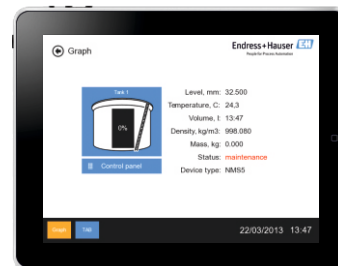 Graph
Endress+Hauser EH
People for Process Automation
Tank 1
0%
Control panel
Level, mm: 32.500
Temperature, C: 24,3
Volume, l: 13:47
Density, kg/m3: 998.080
Mass, kg: 0.000
Status: maintenance
Device type: NMS5
Graph
TAB
22/03/2013 13:47